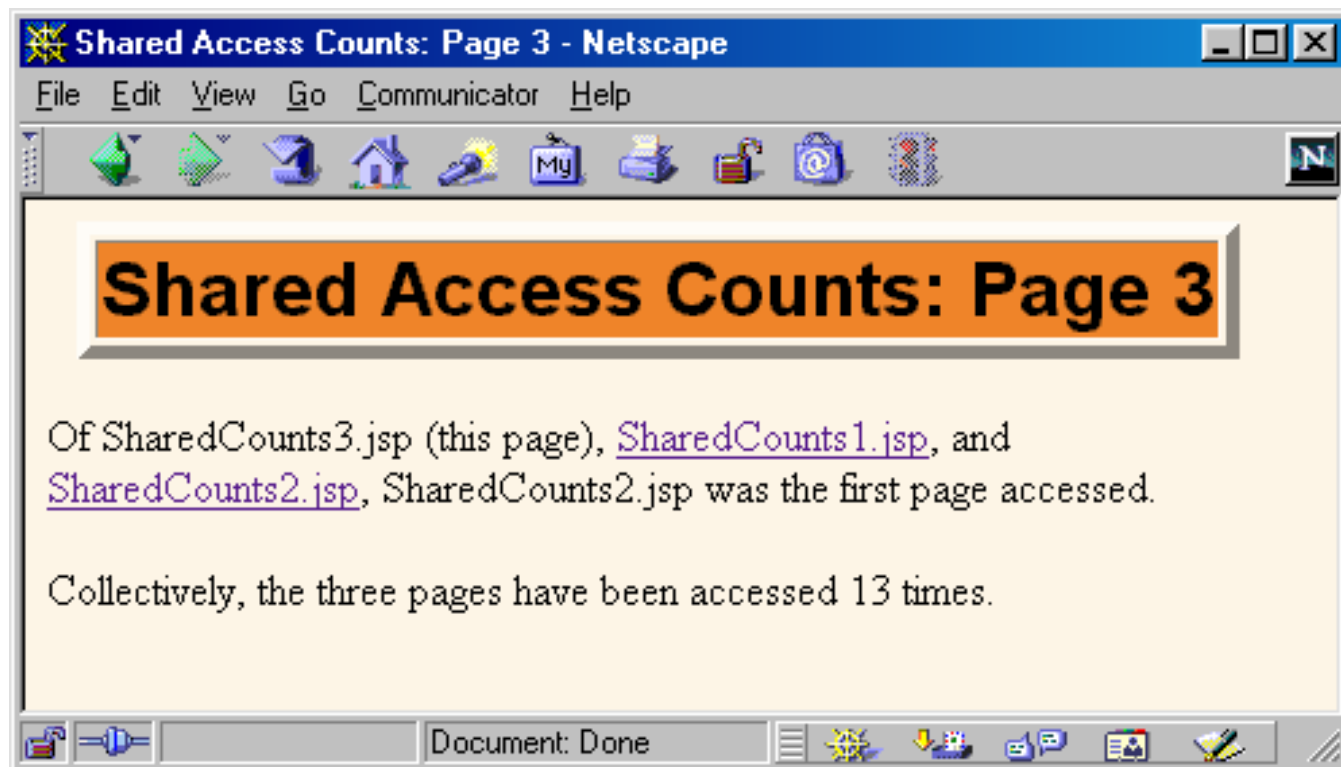 Shared Access Counts: Page 3 - Netscape
File Edit View Go Communicator Help
My
N
Shared Access Counts: Page 3
Of SharedCounts3.jsp (this page), SharedCounts1.jsp, and
SharedCounts2.jsp, SharedCounts2.jsp was the first page accessed.
Collectively, the three pages have been accessed 13 times.
Document: Done